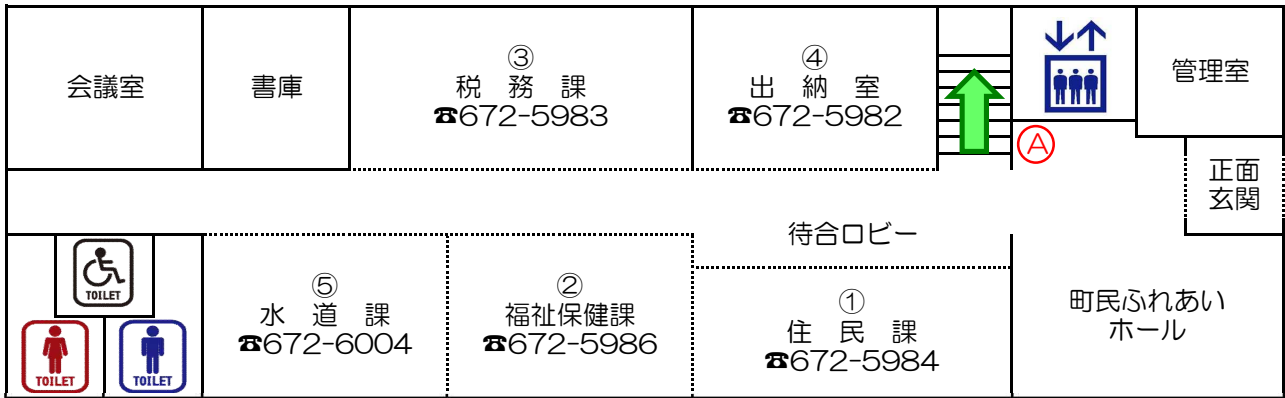 会議室
書庫
③
税 務 課
☎672-5983
④
出 納 室
☎672-5982
Ⓐ
管理室
正面
玄関
待合ロビー
TOILET
TOILET
TOILET
⑤
水 道 課
☎672-6004
②
福祉保健課
☎672-5986
①
住 民 課
☎672-5984
町民ふれあい
ホール